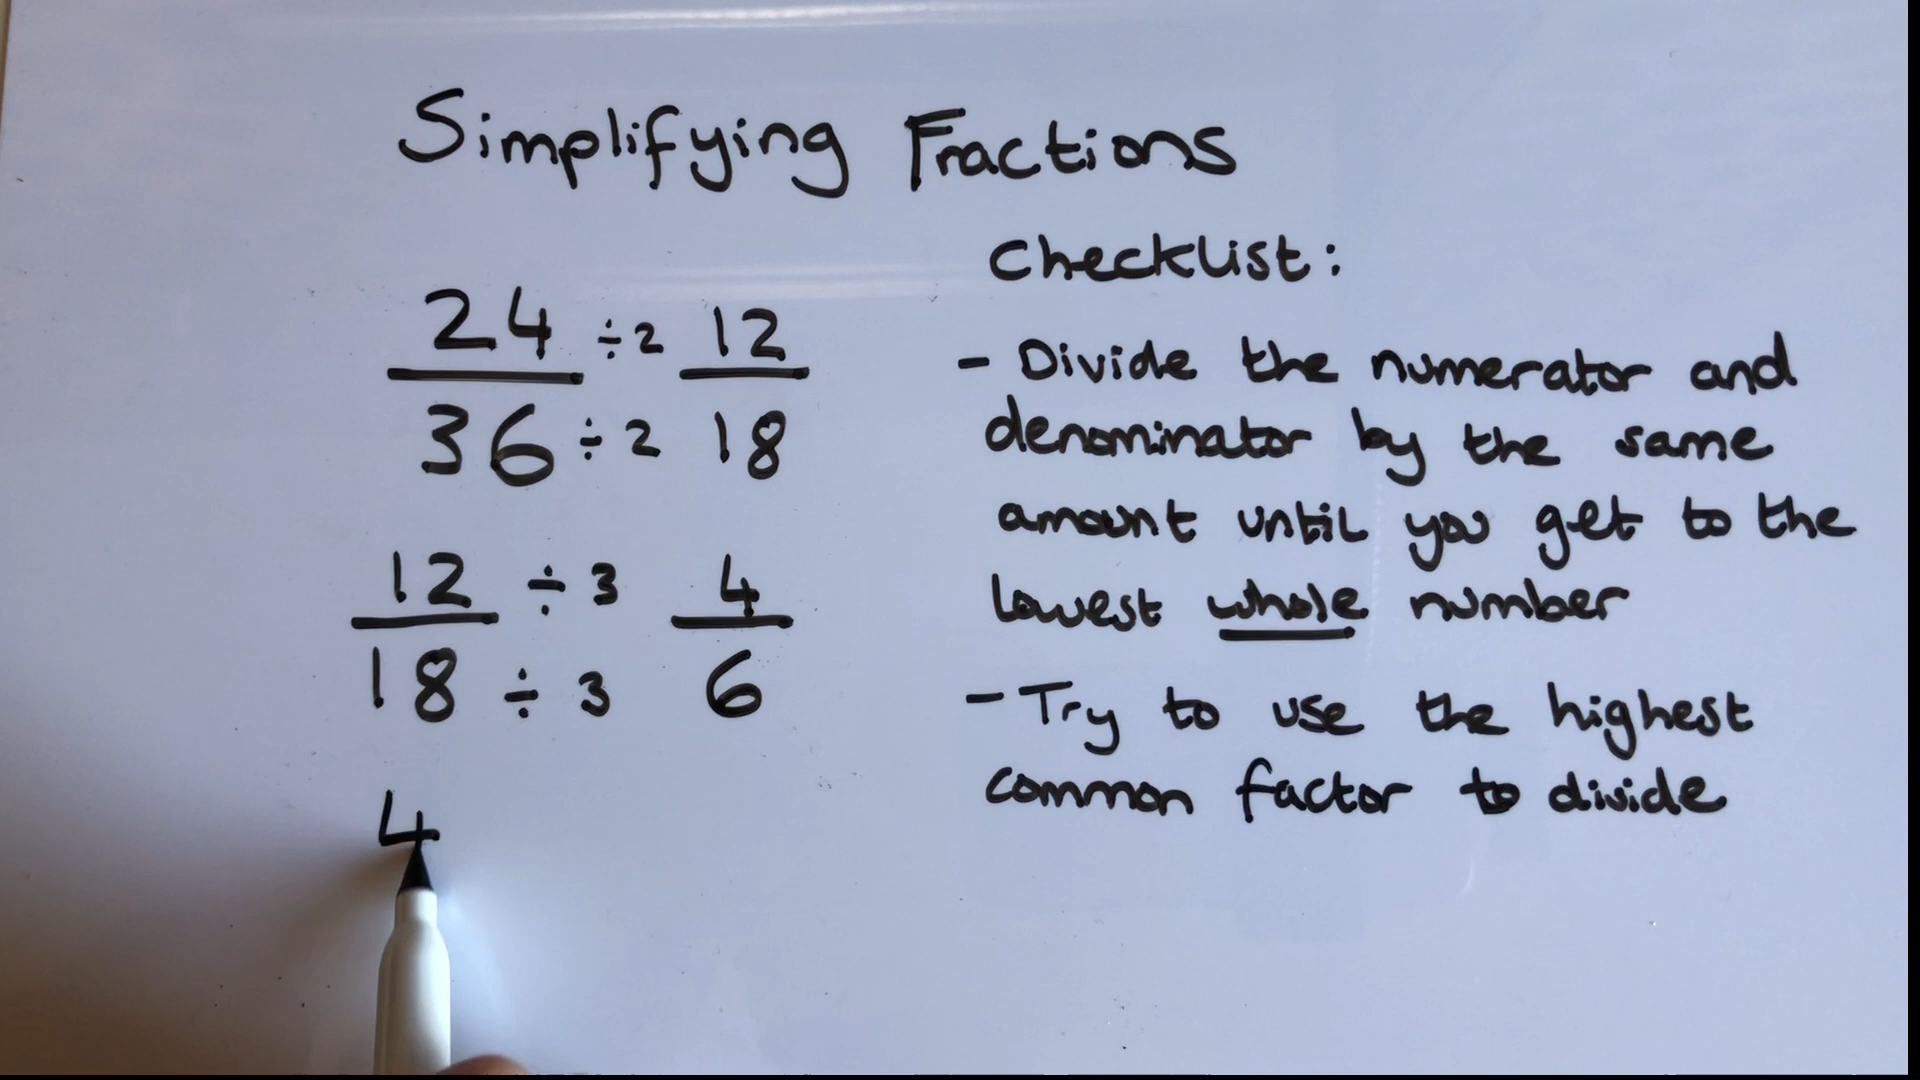 Simplifying Fractions
24 ÷2 12
36 ÷2 18
12 ÷ 3 4
18 ÷ 3 6
4
Checklist:
- Divide the numerator and
denominator by the same
amount until you get to the
lowest whole number
- Try to use the highest
common factor to divide